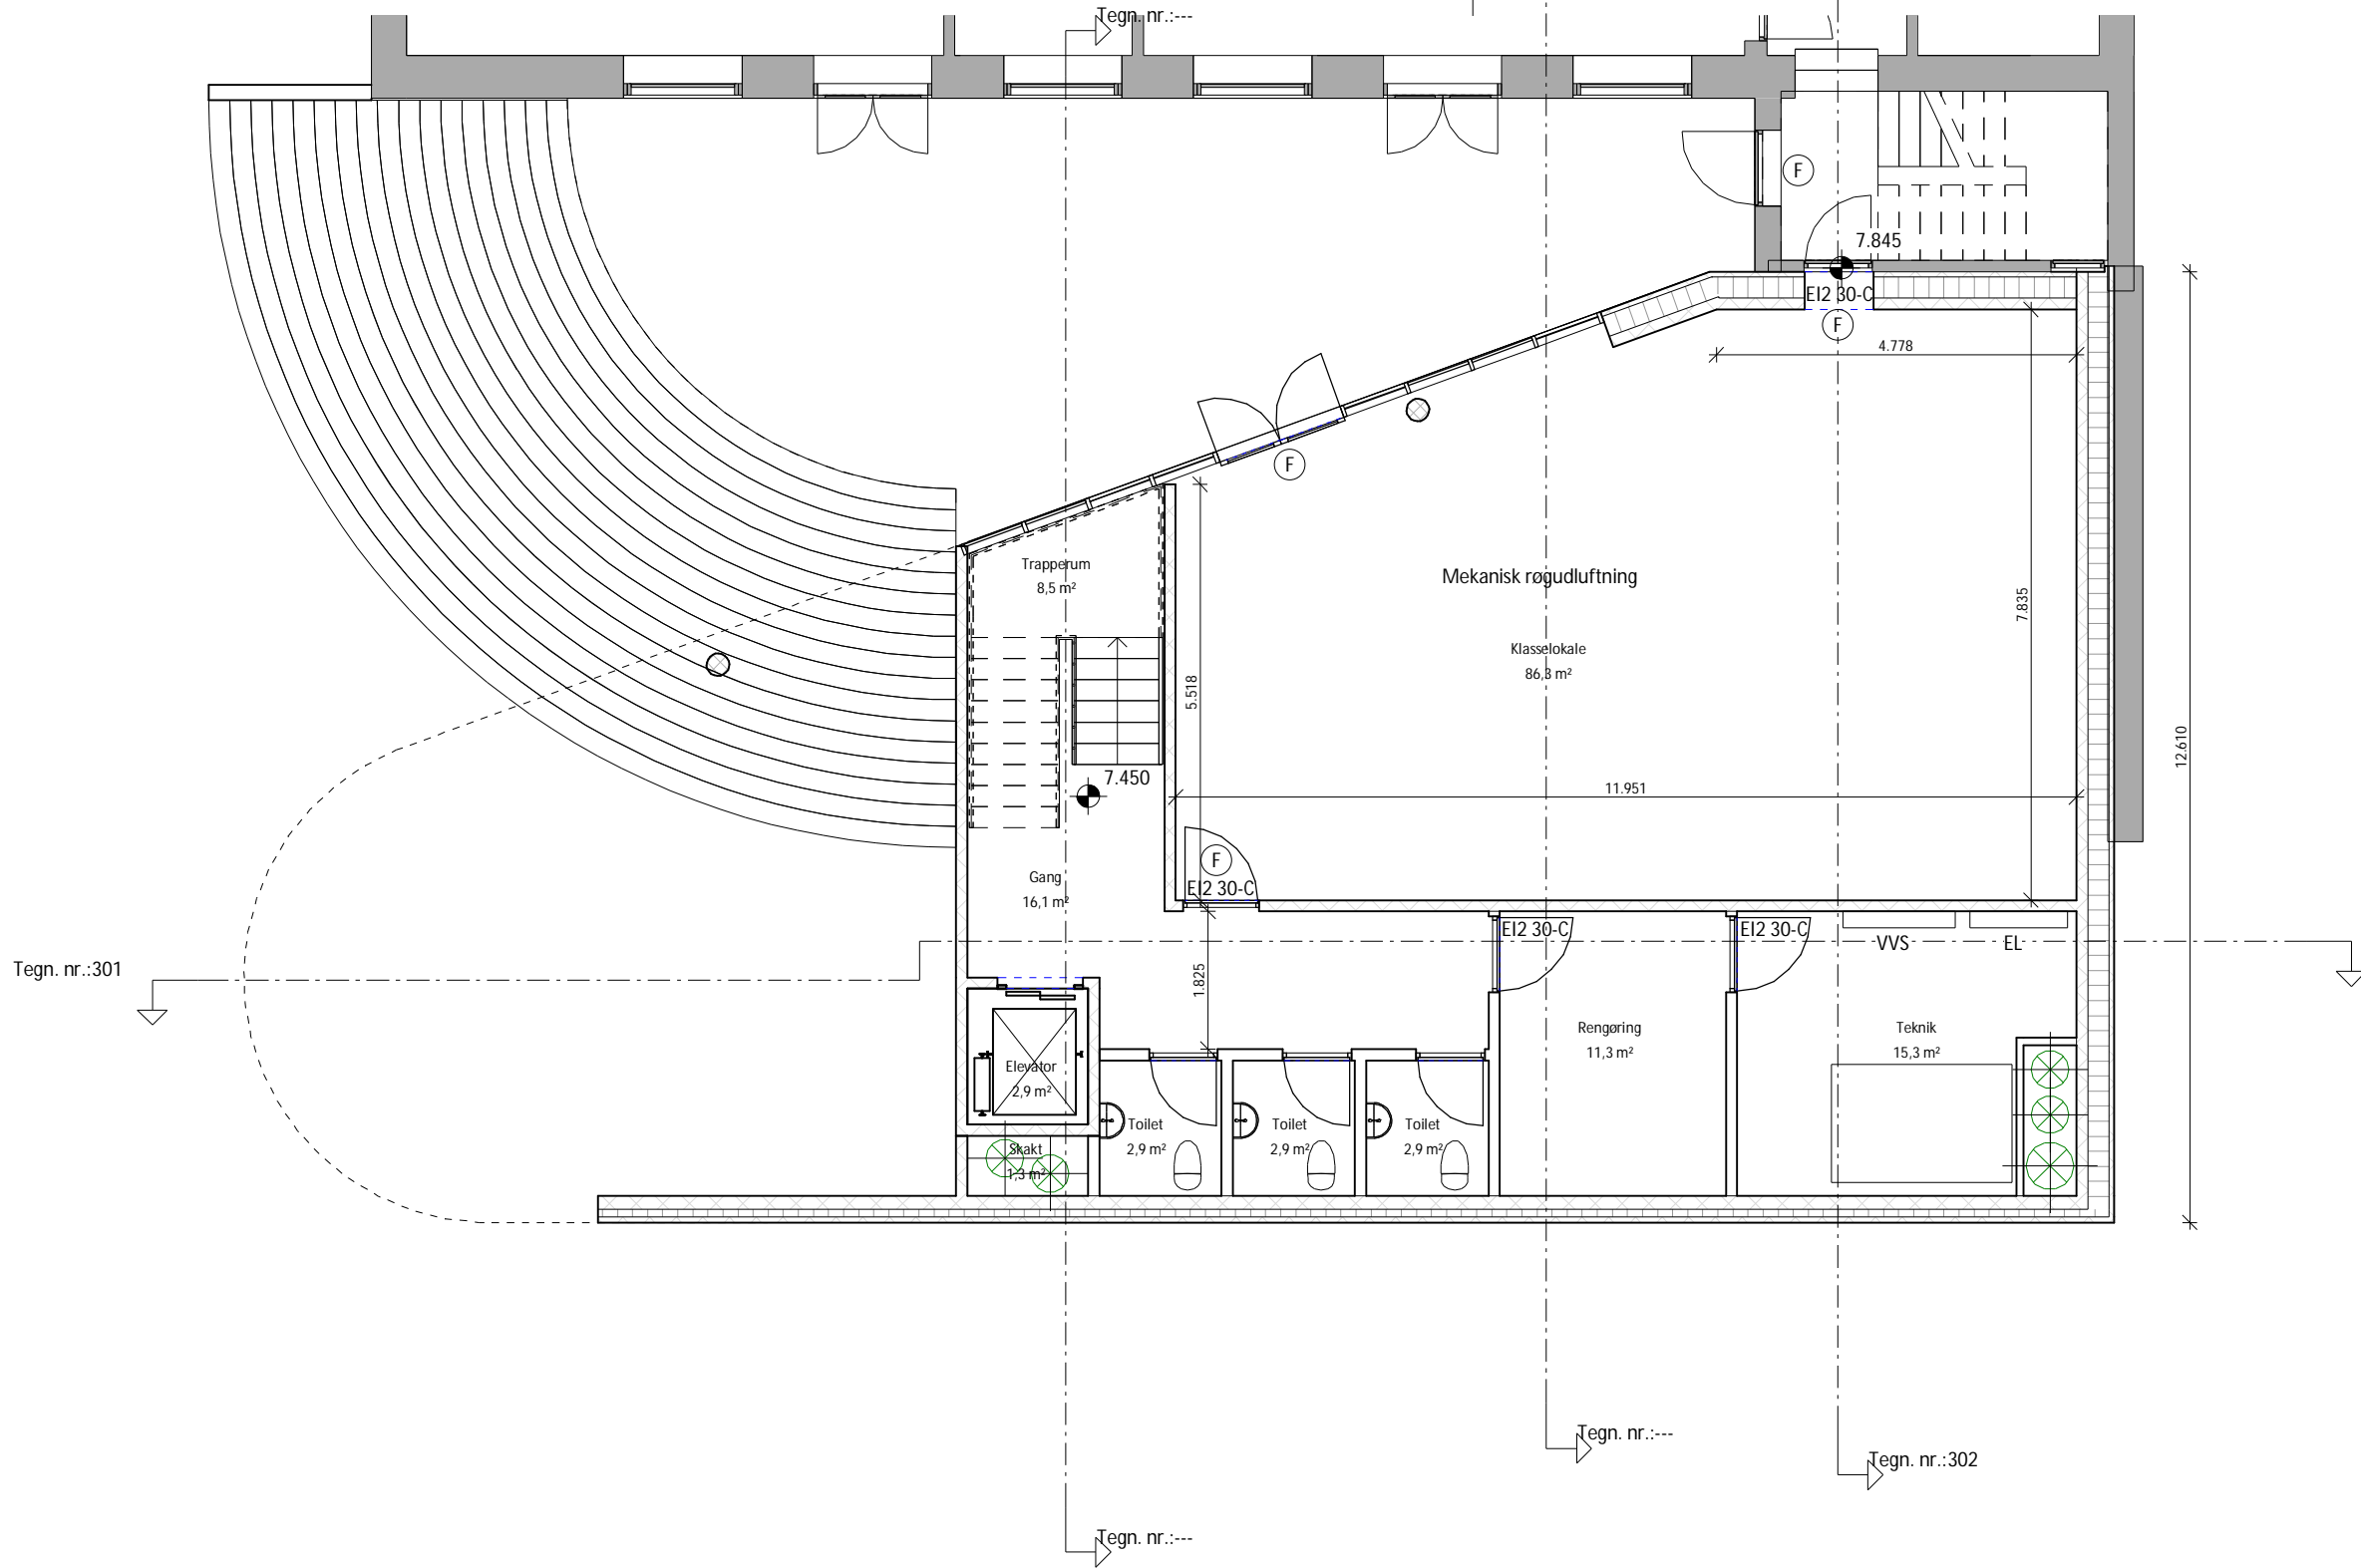 Tegn. nr.:---
F
7.845
EI2 30-C
F
4.778
F
Trapperum
8,5 m²
Mekanisk røgudluftning
Klasselokale
86,3 m²
7.835
5.518
12.610
7.450
11.951
F
EI2 30-C
Gang
16,1 m²
EI2 30-C
EI2 30-C
VVS
EL
Tegn. nr.:301
1.825
Rengøring
11,3 m²
Teknik
15,3 m²
Elevator
2,9 m²
Toilet
2,9 m²
Toilet
2,9 m²
Toilet
2,9 m²
Skakt
1,3 m²
Tegn. nr.:---
Tegn. nr.:302
Tegn. nr.:---